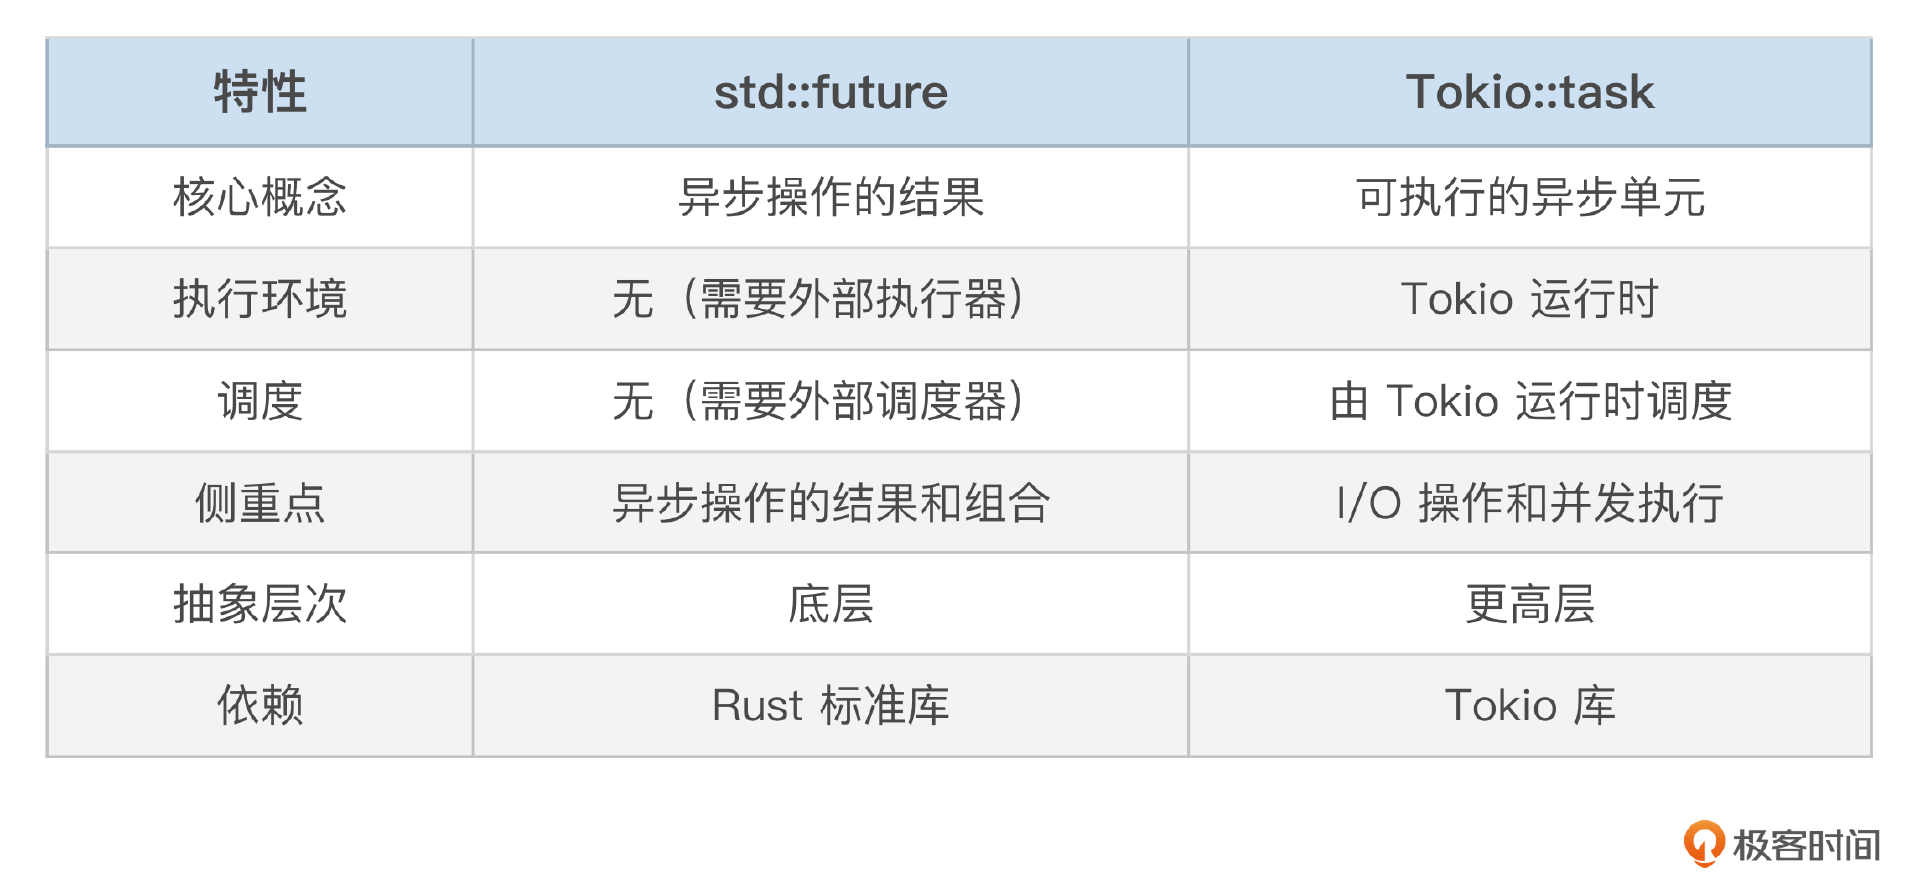 特性 std::future Tokio::task
核心概念 异步操作的结果 可执行的异步单元
执行环境 无（需要外部执行器） Tokio 运行时
调度 无（需要外部调度器） 由 Tokio 运行时调度
侧重点 异步操作的结果和组合 I/O 操作和并发执行
抽象层次 底层 更高层
依赖 Rust 标准库 Tokio 库
极客时间